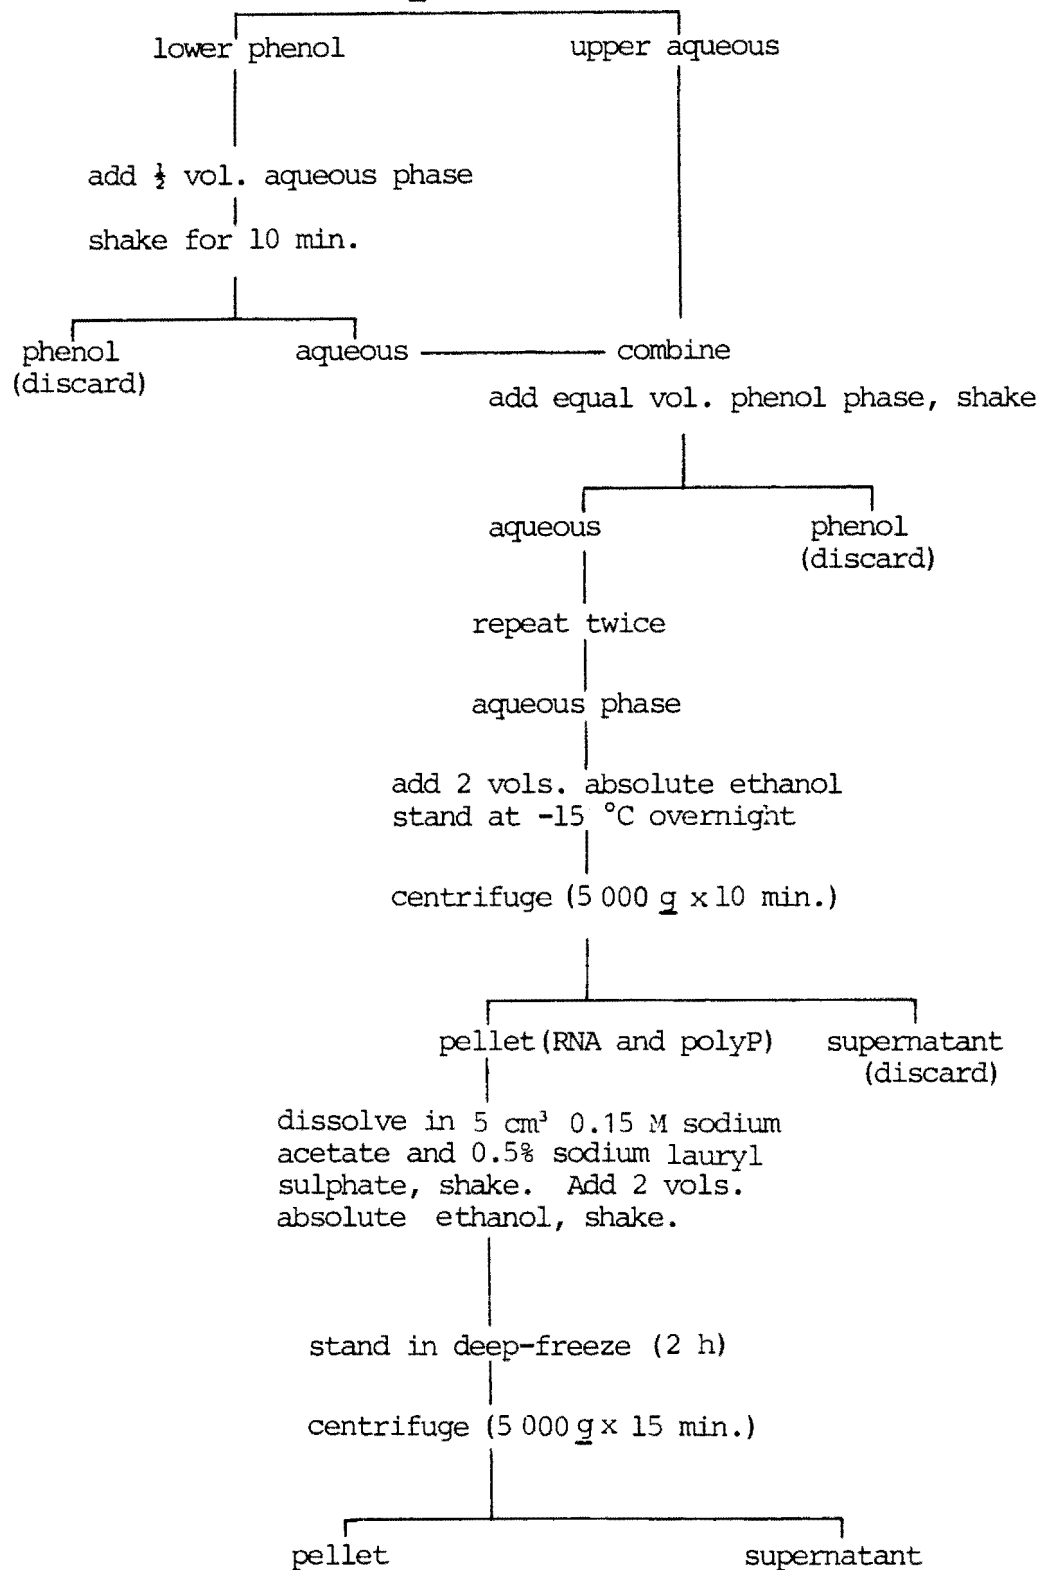 lower phenol
upper aqueous
add ½ vol. aqueous phase
shake for 10 min.
phenol
(discard)
aqueous
combine
add equal vol. phenol phase, shake
aqueous
phenol
(discard)
repeat twice
aqueous phase
add 2 vols. absolute ethanol
stand at -15 °C overnight
centrifuge (5 000 g x 10 min.)
pellet (RNA and polyP)
supernatant
(discard)
dissolve in 5 cm³ 0.15 M sodium
acetate and 0.5% sodium lauryl
sulphate, shake. Add 2 vols.
absolute ethanol, shake.
stand in deep-freeze (2 h)
centrifuge (5 000 g x 15 min.)
pellet
supernatant